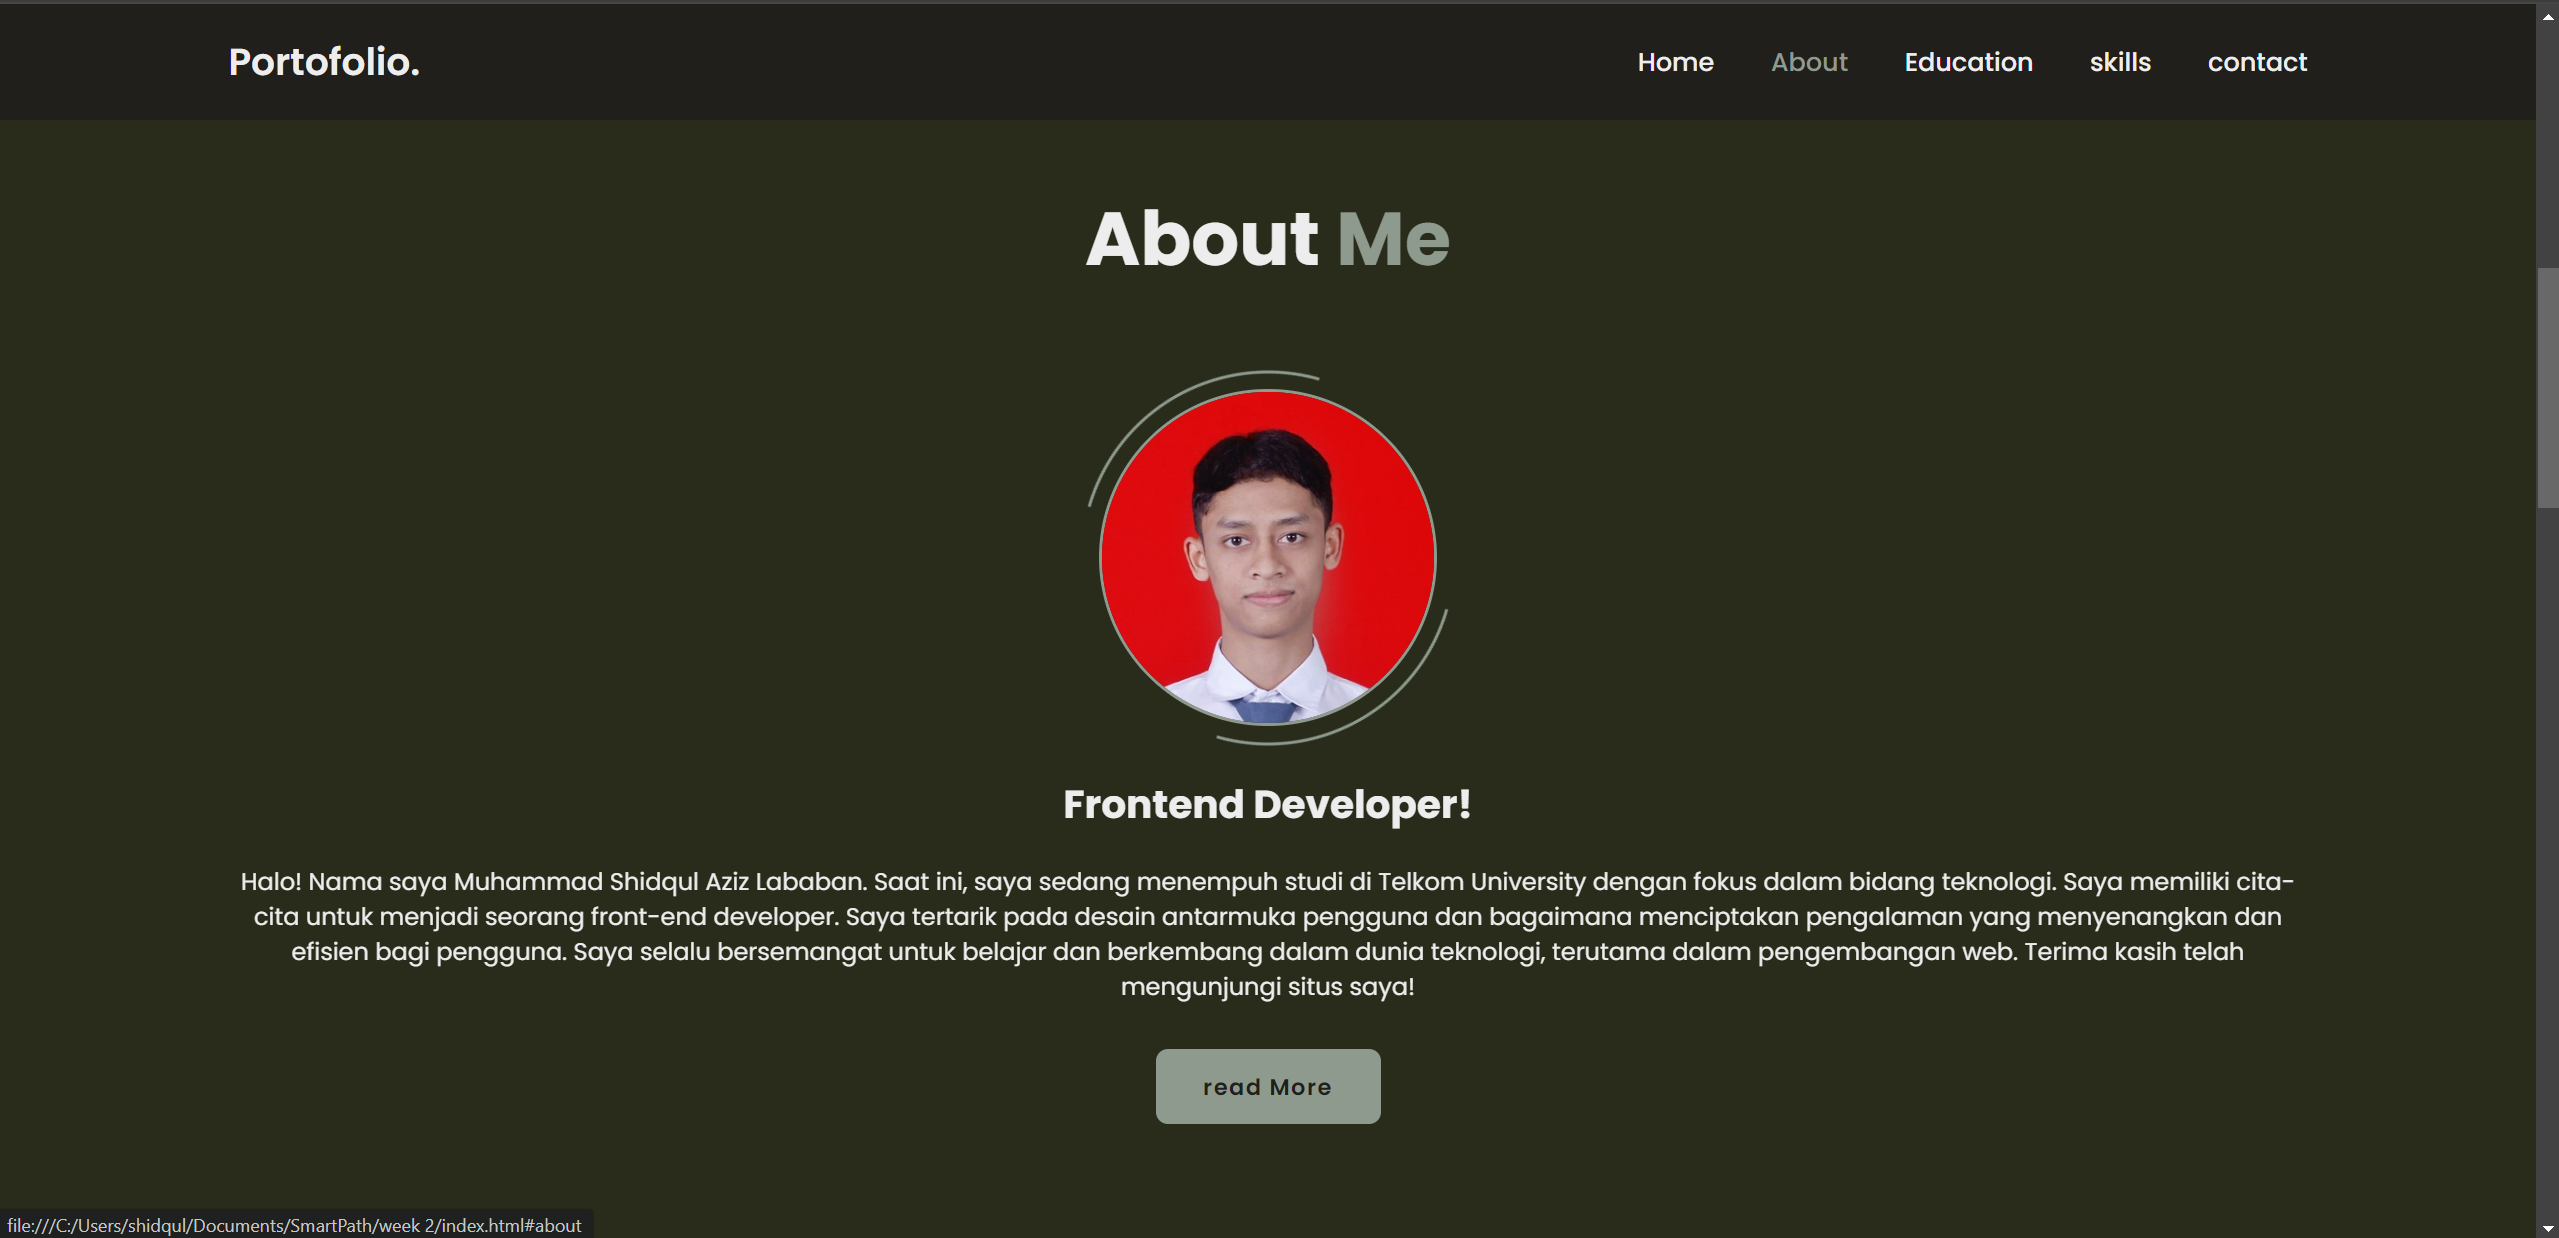 Portofolio.
Home About Education skills contact
About Me
Frontend Developer!
Halo! Nama saya Muhammad Shidqul Aziz Lababan. Saat ini, saya sedang menempuh studi di Telkom University dengan fokus dalam bidang teknologi. Saya memiliki cita-
cita untuk menjadi seorang front-end developer. Saya tertarik pada desain antarmuka pengguna dan bagaimana menciptakan pengalaman yang menyenangkan dan
efisien bagi pengguna. Saya selalu bersemangat untuk belajar dan berkembang dalam dunia teknologi, terutama dalam pengembangan web. Terima kasih telah
mengunjungi situs saya!
read More
file:///C:/Users/shidqul/Documents/SmartPath/week 2/index.html#about